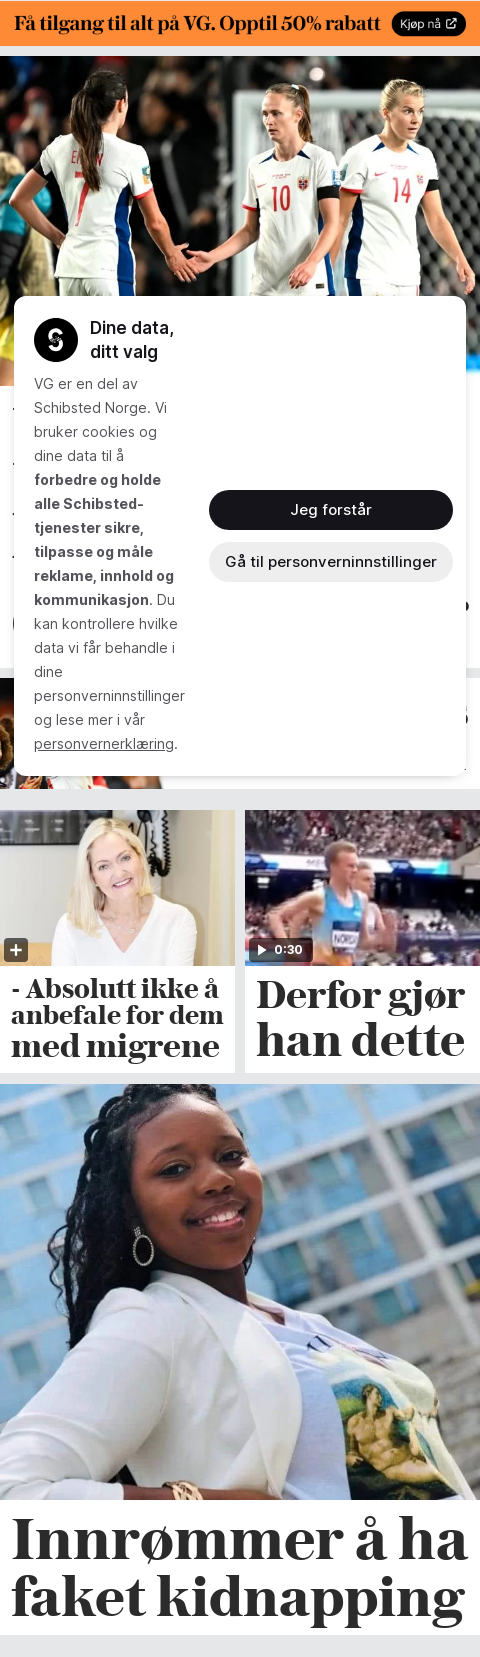 Få tilgang til alt på VG. Opptil 50% rabatt
Kjøp nå
7
10
14
Dine data,
ditt valg
VG er en del av
Schibsted Norge. Vi
bruker cookies og
dine data til å
forbedre og holde
alle Schibsted-
tjenester sikre,
tilpasse og måle
reklame, innhold og
kommunikasjon. Du
kan kontrollere hvilke
data vi får behandle i
dine
personverninnstillinger
og lese mer i vår
personvernerklæring.
Jeg forstår
Gå til personverninnstillinger
0:30
- Absolutt ikke å
anbefale for dem
med migrene
Derfor gjør
han dette
Innrømmer å ha
faket kidnapping